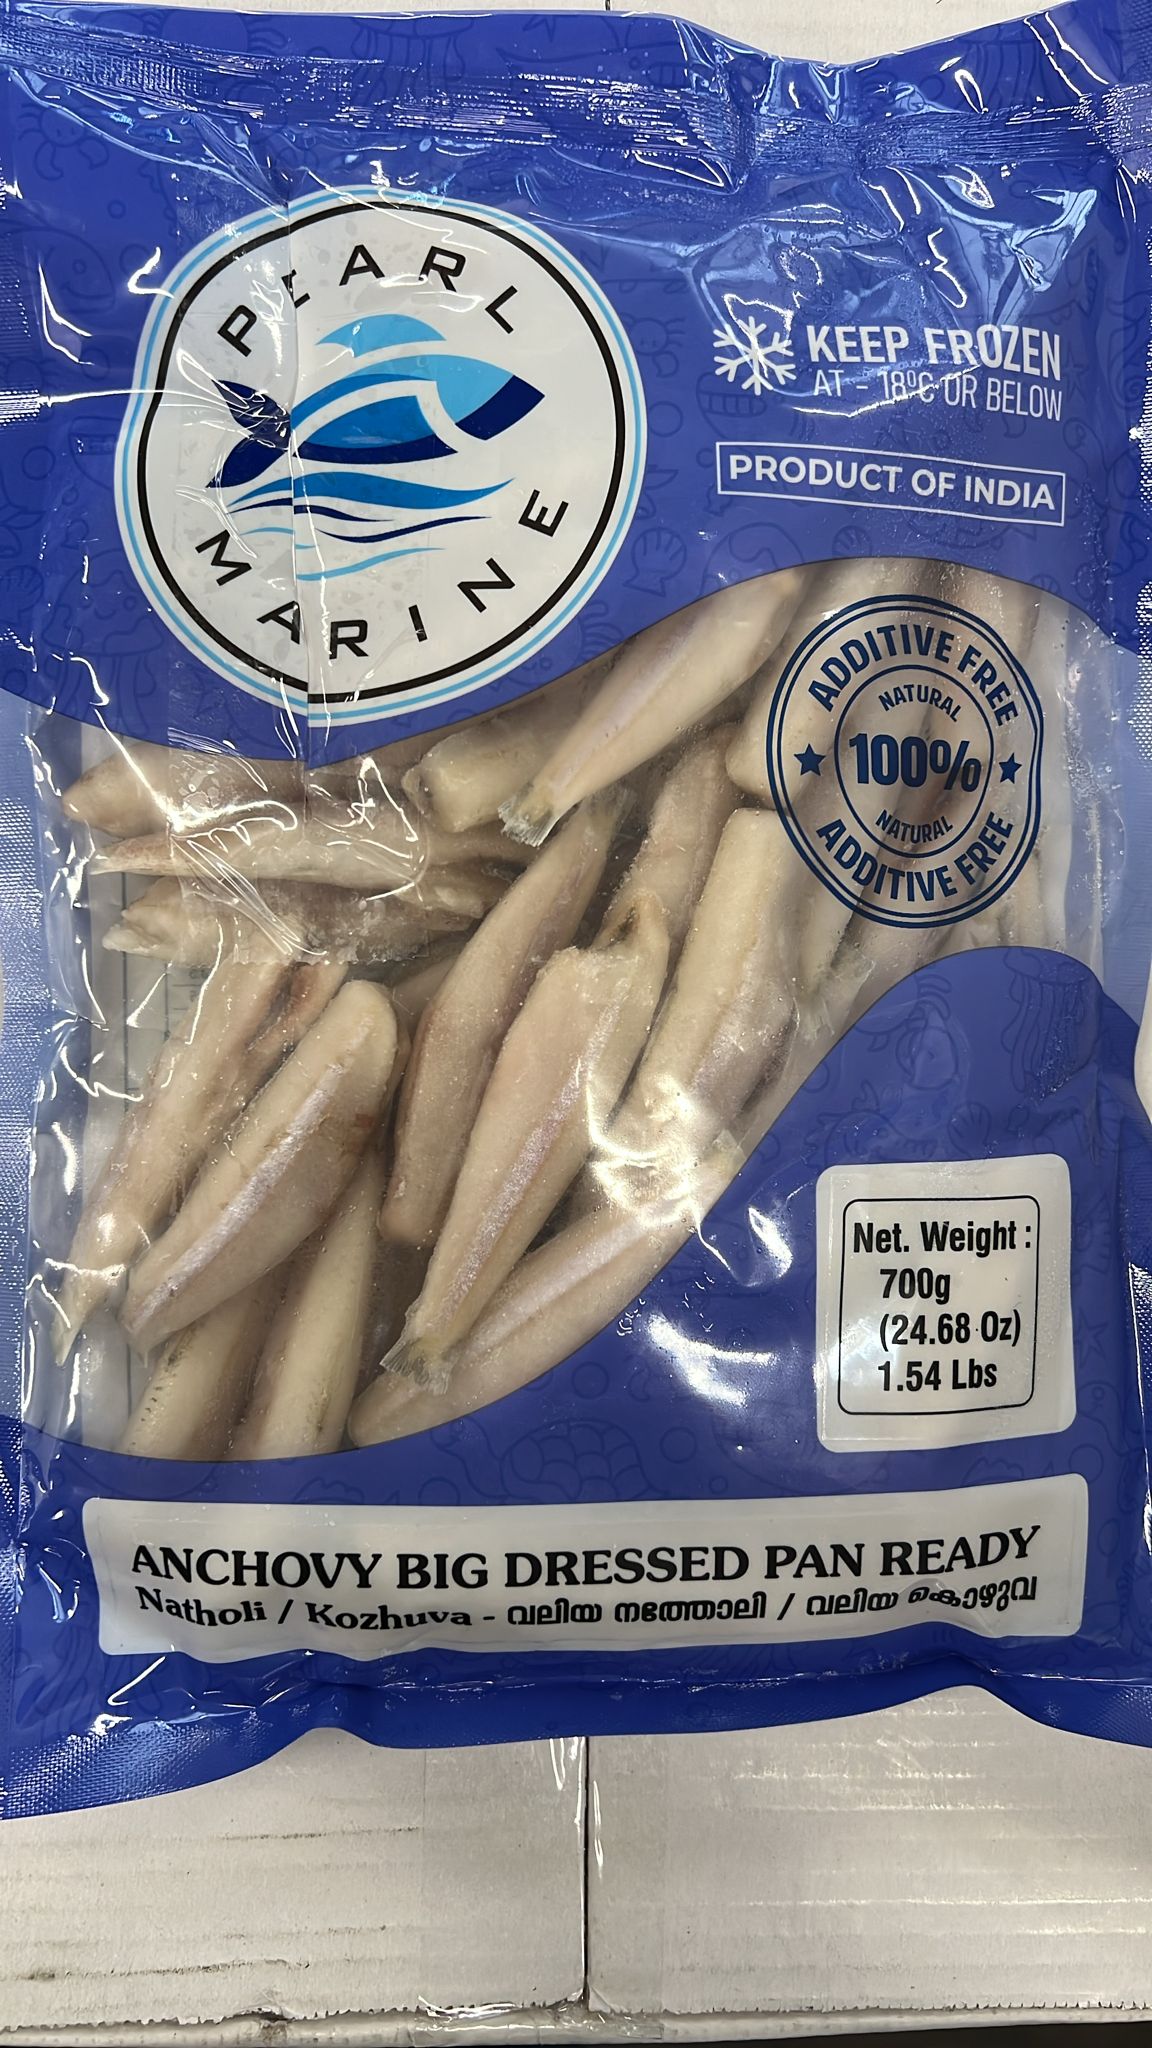 PEARL
MARINE
KEEP FROZEN
AT - 18ºC OR BELOW
PRODUCT OF INDIA
ADDITIVE FREE
NATURAL
100%
NATURAL
ADDITIVE FREE
Net. Weight :
700g
(24.68 Oz)
1.54 Lbs
ANCHOVY BIG DRESSED PAN READY
Natholi / Kozhuva - വലിയ നത്തോലി / വലിയ കൊഴുവ